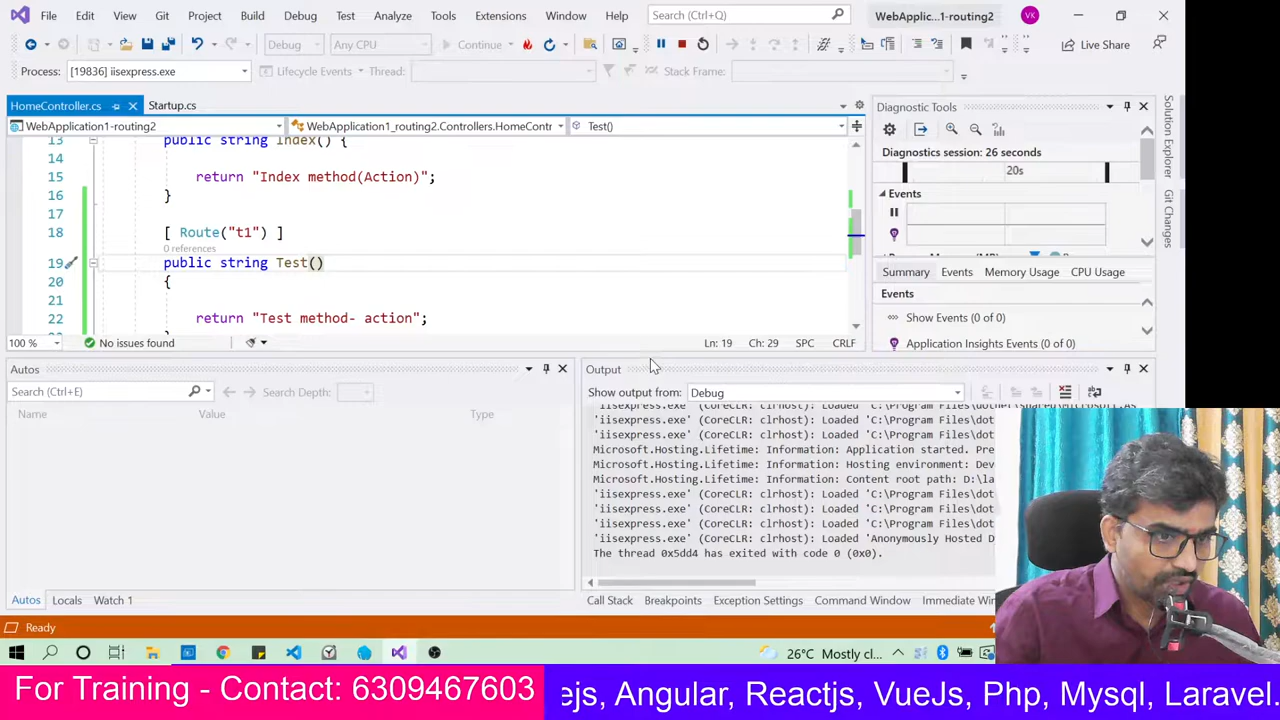 File Edit View Git Project Build Debug Test Analyze Tools Extensions Window Help Search (Ctrl+Q) WebApplic...1-routing2 VK
Debug Any CPU Continue Live Share
Process: [19836] iisexpress.exe Lifecycle Events Thread: Stack Frame:
HomeController.cs Startup.cs
WebApplication1-routing2 WebApplication1_routing2.Controllers.HomeContr Test()
13 public string Index() {
14
15 return "Index method(Action)";
16 }
17
18 [ Route("t1") ]
0 references
19 public string Test()
20 {
21
22 return "Test method- action";
100 % No issues found Ln: 19 Ch: 29 SPC CRLF
Diagnostic Tools
Diagnostics session: 26 seconds
20s
Events
Summary Events Memory Usage CPU Usage
Events
Show Events (0 of 0)
Application Insights Events (0 of 0)
Solution Explorer
Git Changes
Autos
Search (Ctrl+E) Search Depth:
Name Value Type
Autos Locals Watch 1
Output
Show output from: Debug
'iisexpress.exe' (CoreCLR: clrhost): Loaded 'C:\Program Files\dotnet\shared\Microsoft.As
'iisexpress.exe' (CoreCLR: clrhost): Loaded 'C:\Program Files\dot
'iisexpress.exe' (CoreCLR: clrhost): Loaded 'C:\Program Files\dot
Microsoft.Hosting.Lifetime: Information: Application started. Pre
Microsoft.Hosting.Lifetime: Information: Hosting environment: Dev
Microsoft.Hosting.Lifetime: Information: Content root path: D:\la
'iisexpress.exe' (CoreCLR: clrhost): Loaded 'C:\Program Files\dot
'iisexpress.exe' (CoreCLR: clrhost): Loaded 'C:\Program Files\dot
'iisexpress.exe' (CoreCLR: clrhost): Loaded 'C:\Program Files\dot
'iisexpress.exe' (CoreCLR: clrhost): Loaded 'Anonymously Hosted D
The thread 0x5dd4 has exited with code 0 (0x0).
Call Stack Breakpoints Exception Settings Command Window Immediate Win
Ready
26°C Mostly cl...
For Training - Contact: 6309467603
ejs, Angular, Reactjs, VueJs, Php, Mysql, Laravel.